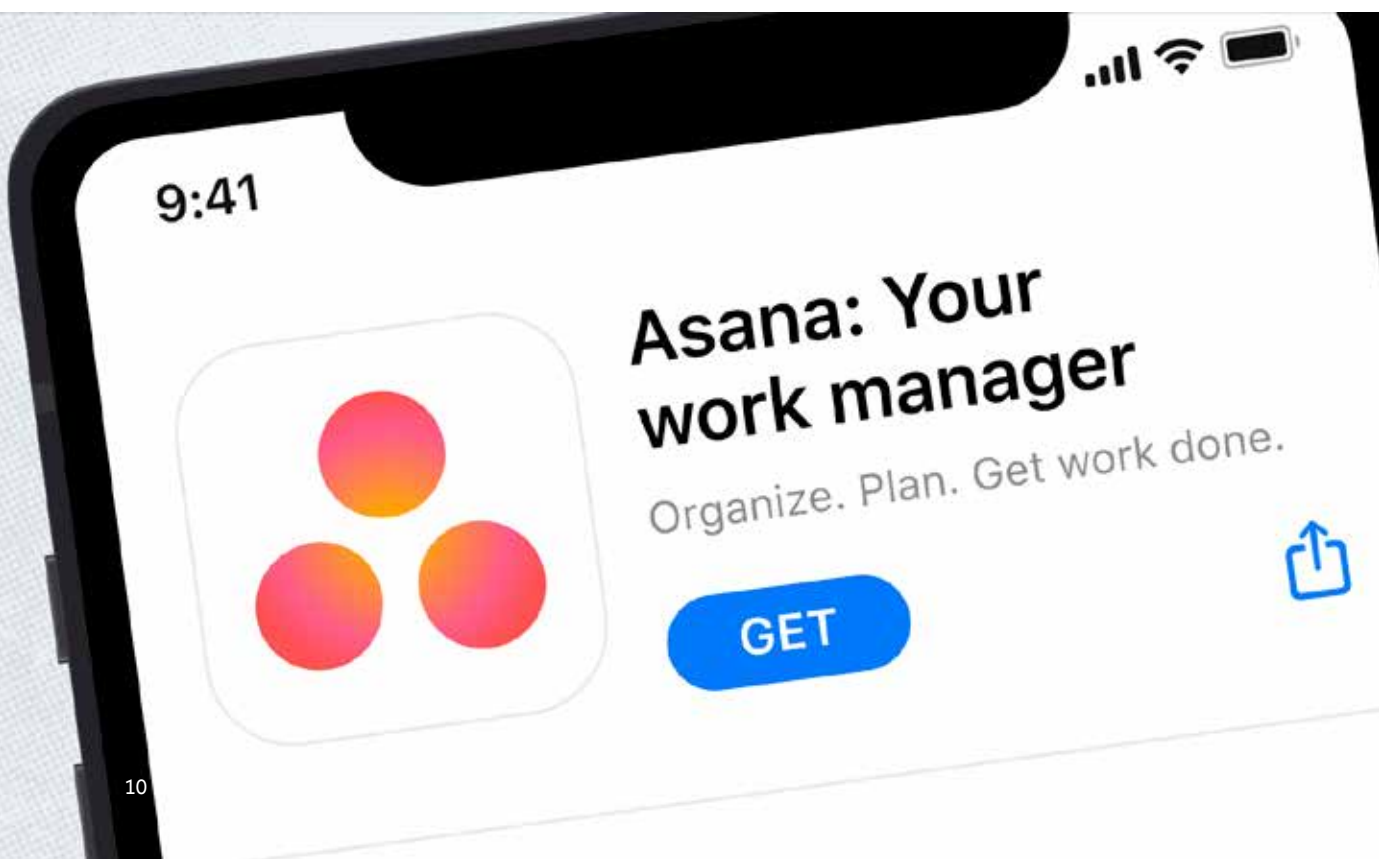 9:41
Asana: Your
work manager
Organize. Plan. Get work done.
GET
10